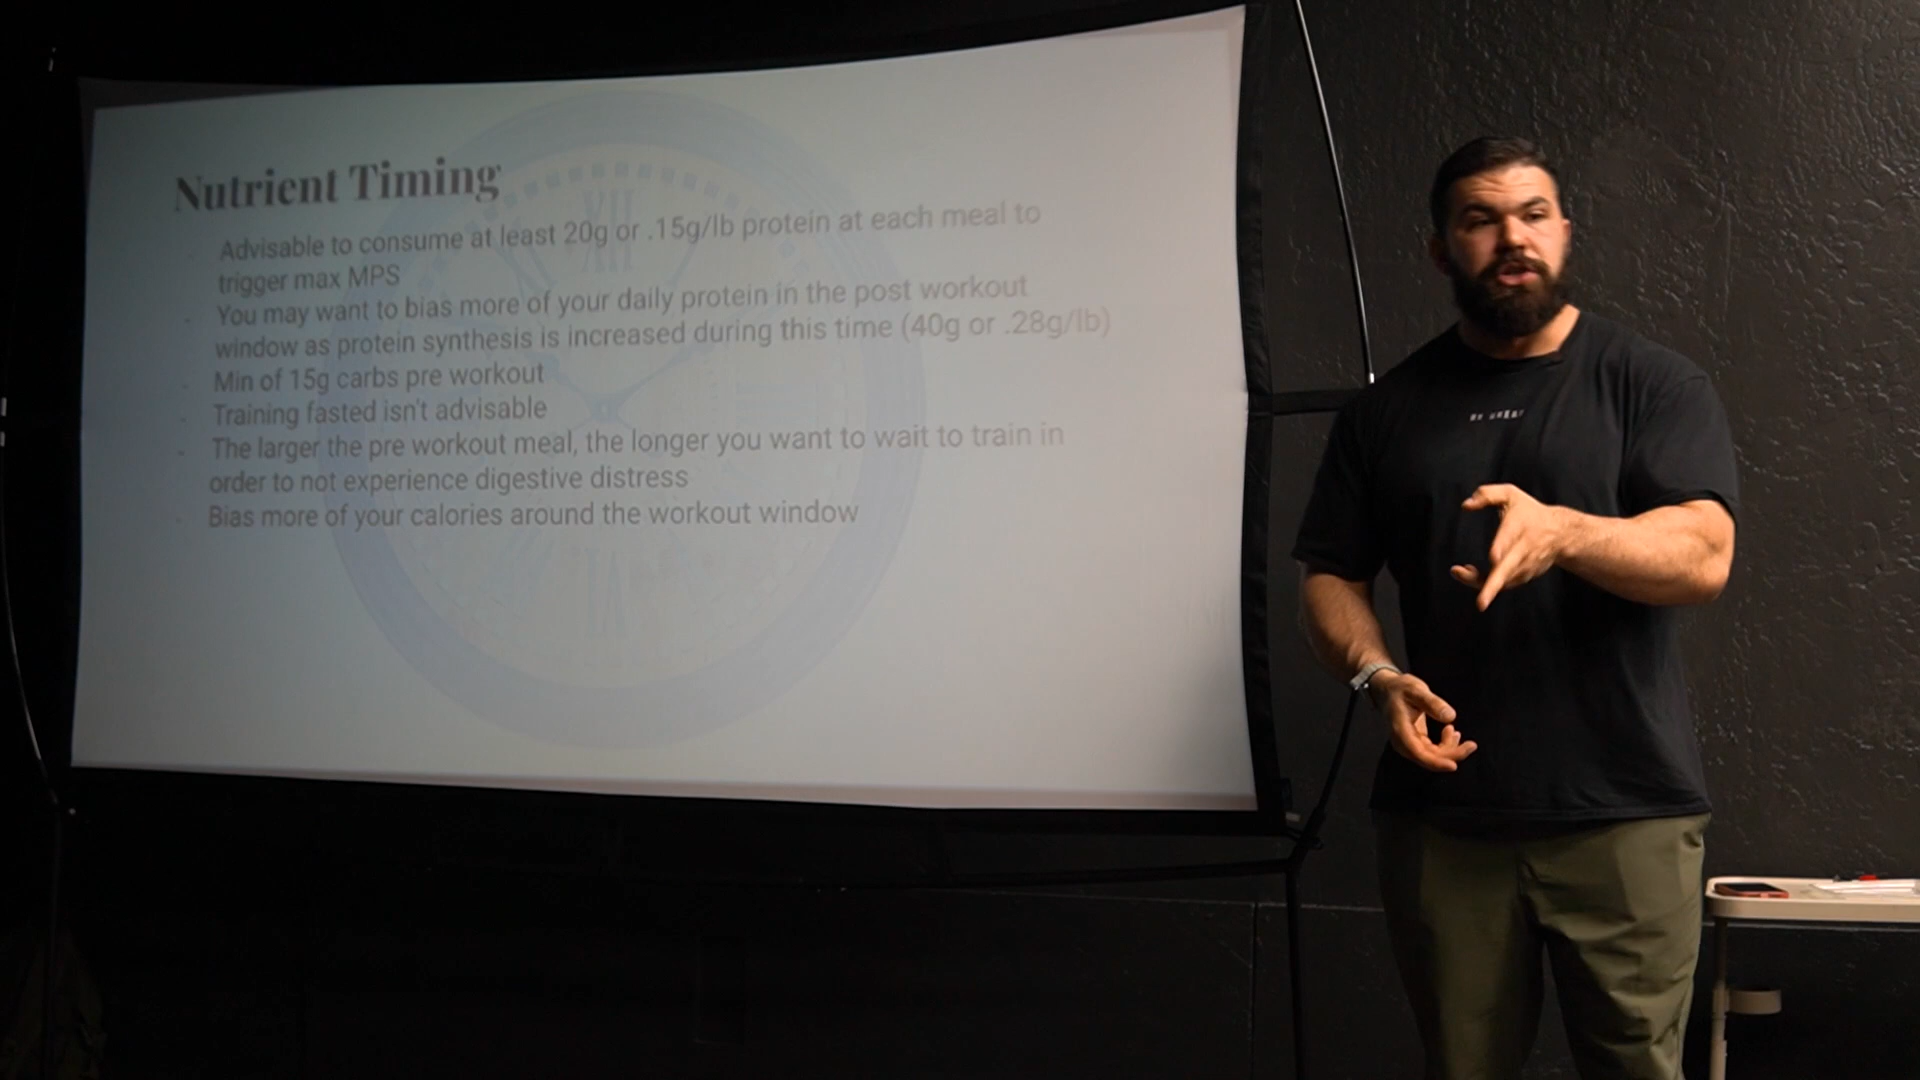 Nutrient Timing
- Advisable to consume at least 20g or .15g/lb protein at each meal to
trigger max MPS
- You may want to bias more of your daily protein in the post workout
window as protein synthesis is increased during this time (40g or .28g/lb)
- Min of 15g carbs pre workout
- Training fasted isn't advisable
- The larger the pre workout meal, the longer you want to wait to train in
order to not experience digestive distress
- Bias more of your calories around the workout window
XII